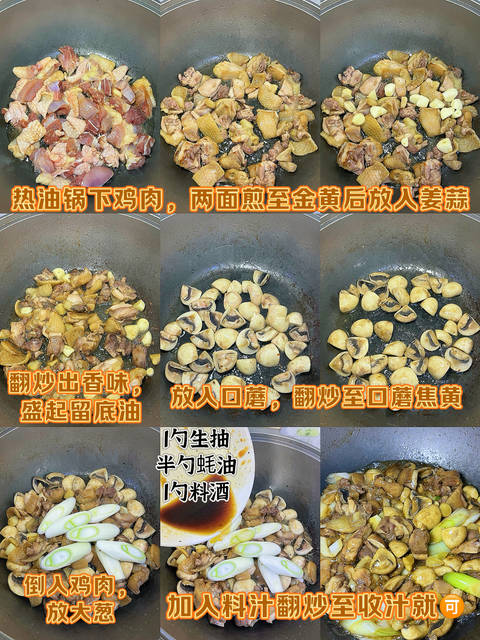 热油锅下鸡肉，两面煎至金黄后放入姜蒜
翻炒出香味，
盛起留底油
放入口蘑，翻炒至口蘑焦黄
1勺生抽
半勺蚝油
1勺料酒
倒入鸡肉，
放大葱
加入料汁翻炒至收汁就🉑